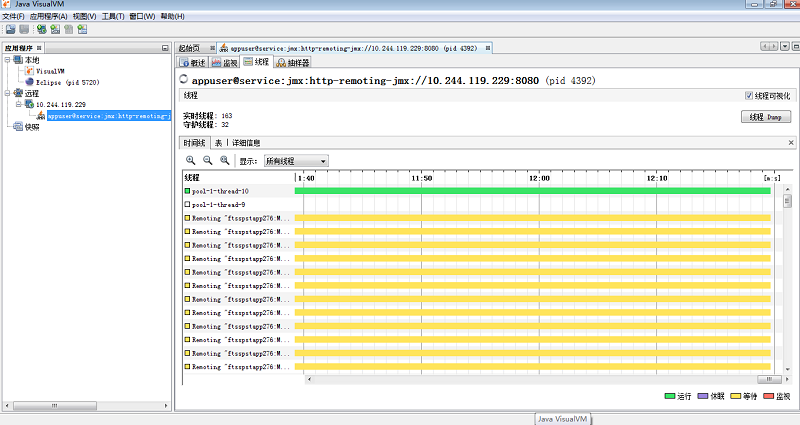 Java VisualVM
文件(F) 应用程序(A) 视图(V) 工具(T) 窗口(W) 帮助(H)
应用程序
本地
VisualVM
Eclipse (pid 5720)
远程
10.244.119.229
appuser@service:jmx:http-remoting-j
快照
起始页 appuser@service:jmx:http-remoting-jmx://10.244.119.229:8080 (pid 4392)
概述 监视 线程 抽样器
appuser@service:jmx:http-remoting-jmx://10.244.119.229:8080 (pid 4392)
线程 线程可视化
实时线程: 163
守护线程: 32
线程 Dump
时间线 表 详细信息
显示: 所有线程
线程 1:40 11:50 12:00 12:10 [m:s]
pool-1-thread-10
pool-1-thread-9
Remoting "ftsspstapp276:M...
Remoting "ftsspstapp276:M...
Remoting "ftsspstapp276:M...
Remoting "ftsspstapp276:M...
Remoting "ftsspstapp276:M...
Remoting "ftsspstapp276:M...
Remoting "ftsspstapp276:M...
Remoting "ftsspstapp276:M...
Remoting "ftsspstapp276:M...
Remoting "ftsspstapp276:M...
Remoting "ftsspstapp276:M...
Remoting "ftsspstapp276:M...
运行 休眠 等待 监视
Java VisualVM